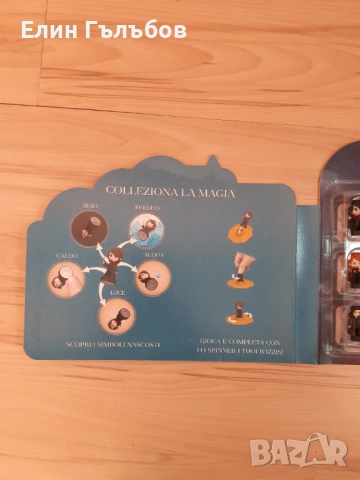 Елин Гълъбов
COLLEZIONA LA MAGIA
BUIO
FREDDO
CALDO
ACQUA
LUCE
SCOPRI I SIMBOLI NASCOSTI
GIOCA E COMPLETA CON
LO SPINNER I TUOI WIZZIS!
bazar